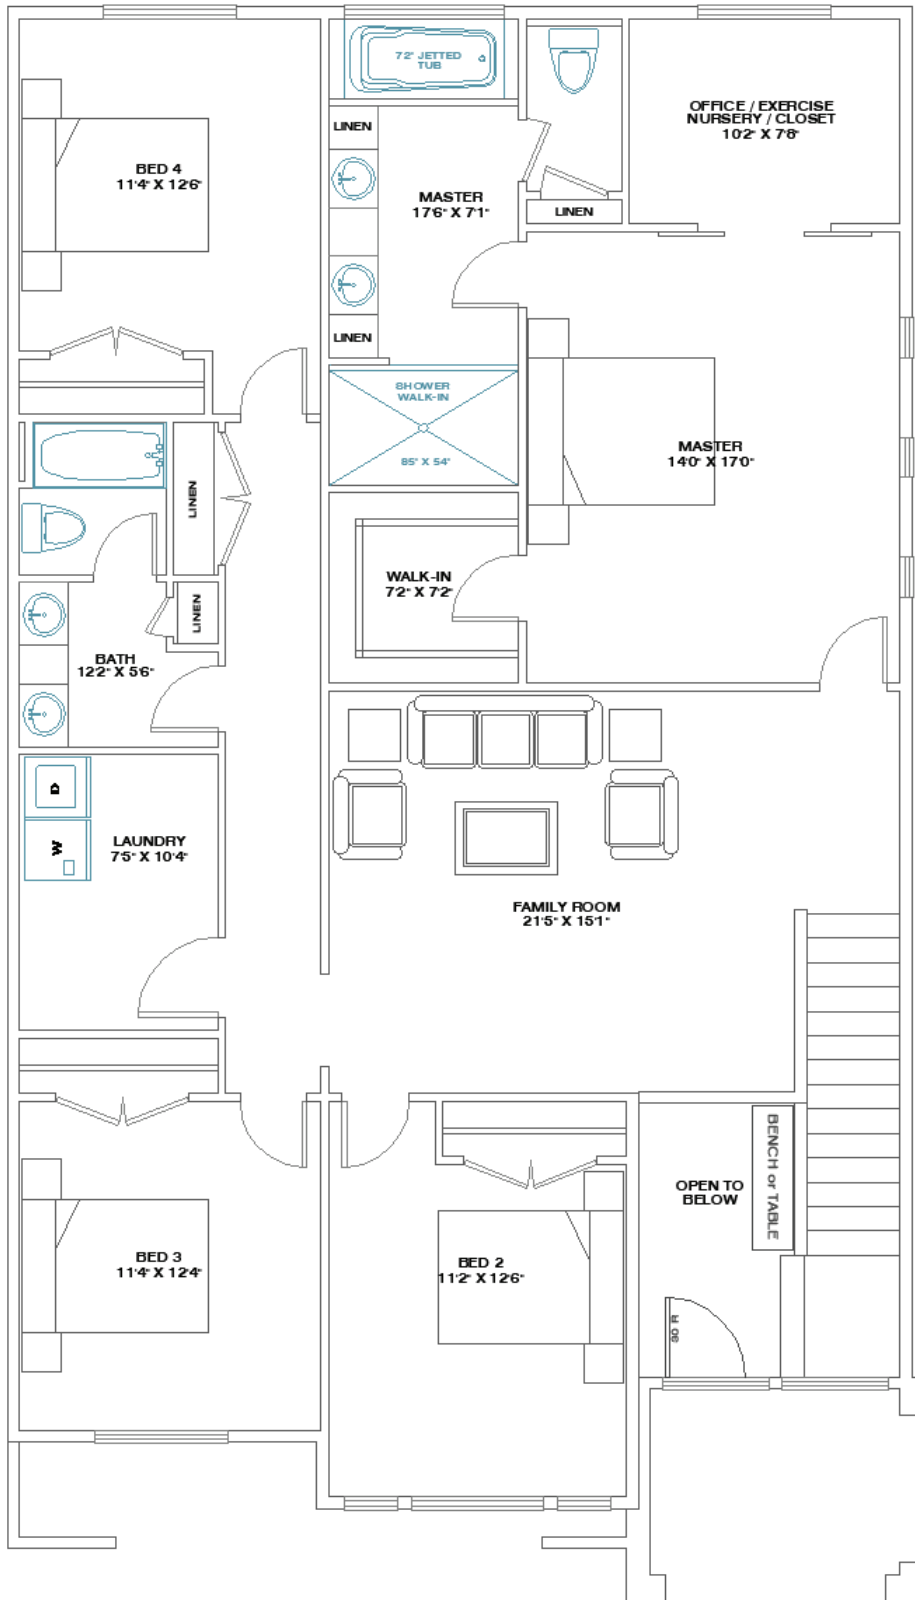 72" JETTED
TUB
OFFICE / EXERCISE
NURSERY / CLOSET
10'2" X 7'8"
LINEN
BED 4
11'4" X 12'6"
MASTER
17'6" X 7'1"
LINEN
LINEN
SHOWER
WALK-IN
85" X 54"
MASTER
14'0" X 17'0"
LINEN
WALK-IN
7'2" X 7'2"
LINEN
BATH
12'2" X 5'6"
D
W
LAUNDRY
7'5" X 10'4"
FAMILY ROOM
21'5" X 15'1"
BENCH or TABLE
OPEN TO
BELOW
BED 3
11'4" X 12'4"
BED 2
11'2" X 12'6"
30 R